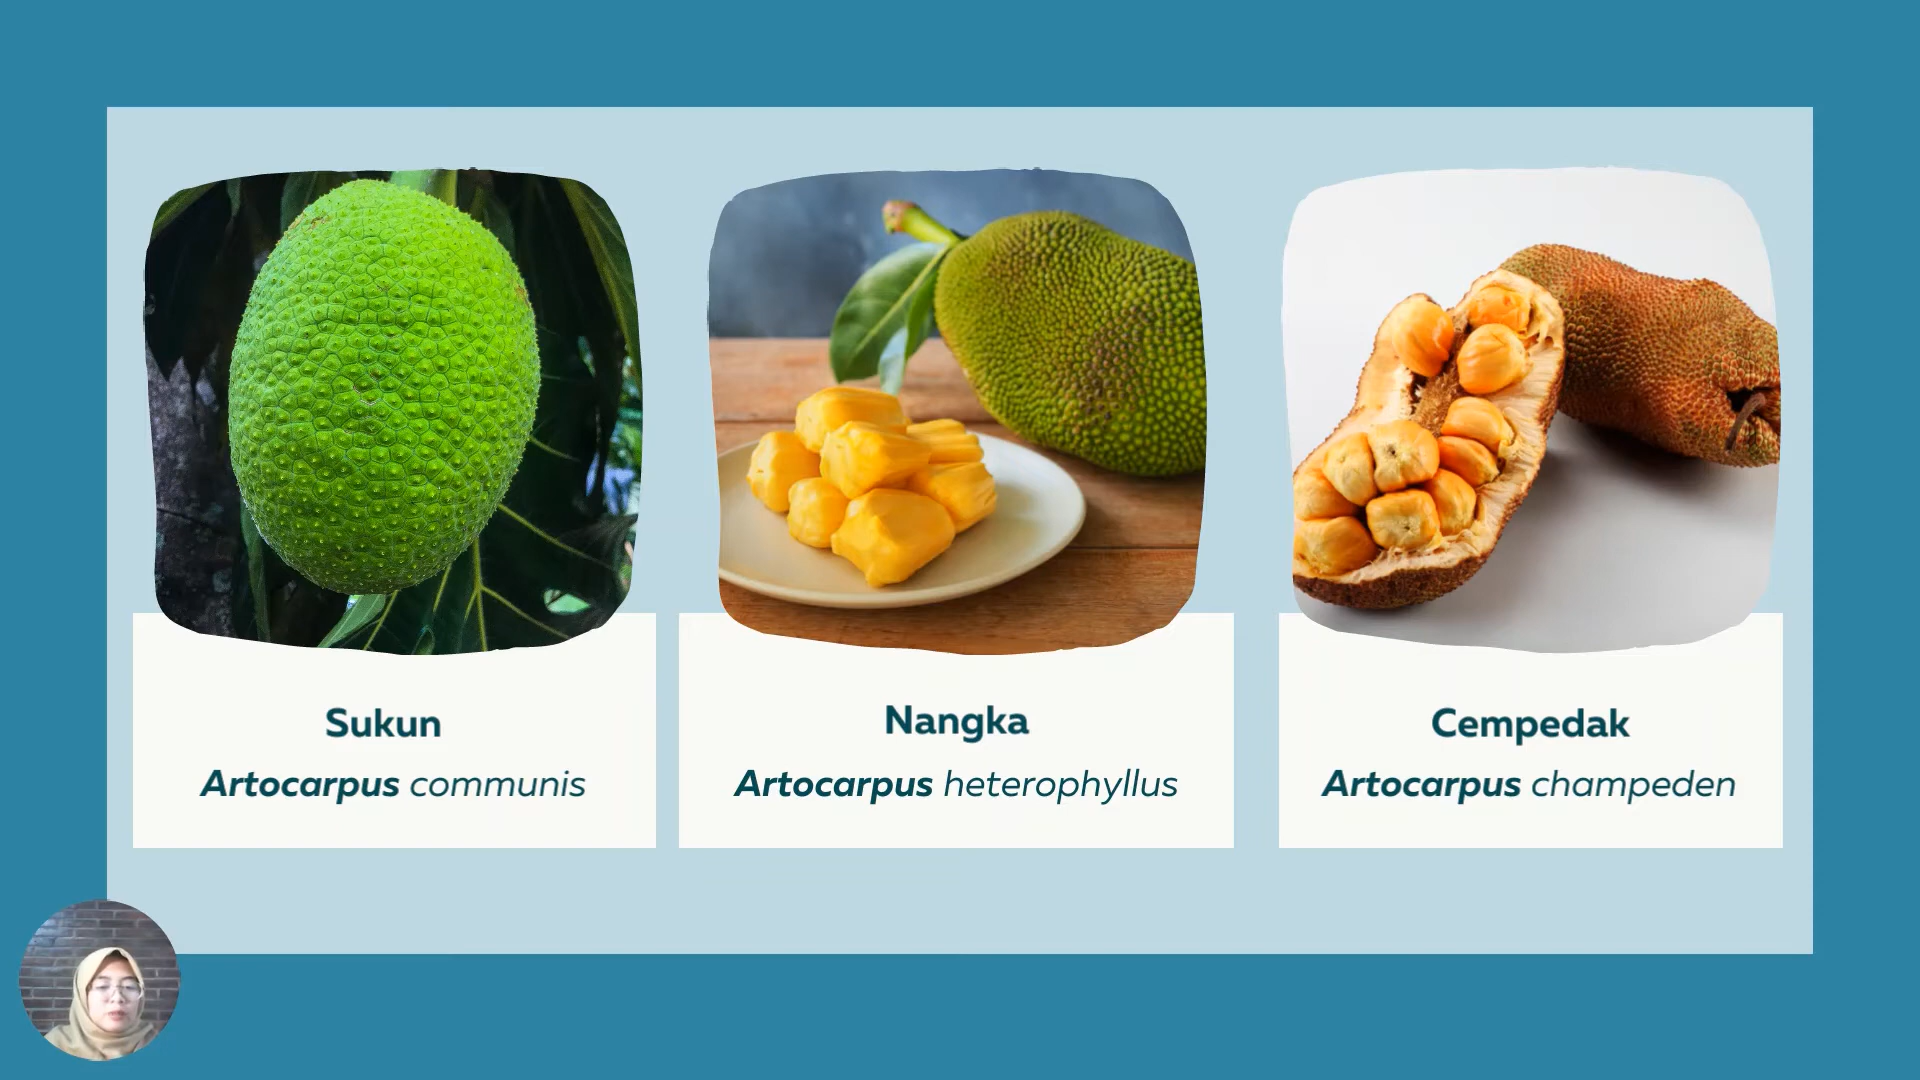 Sukun
Artocarpus communis
Nangka
Artocarpus heterophyllus
Cempedak
Artocarpus champeden